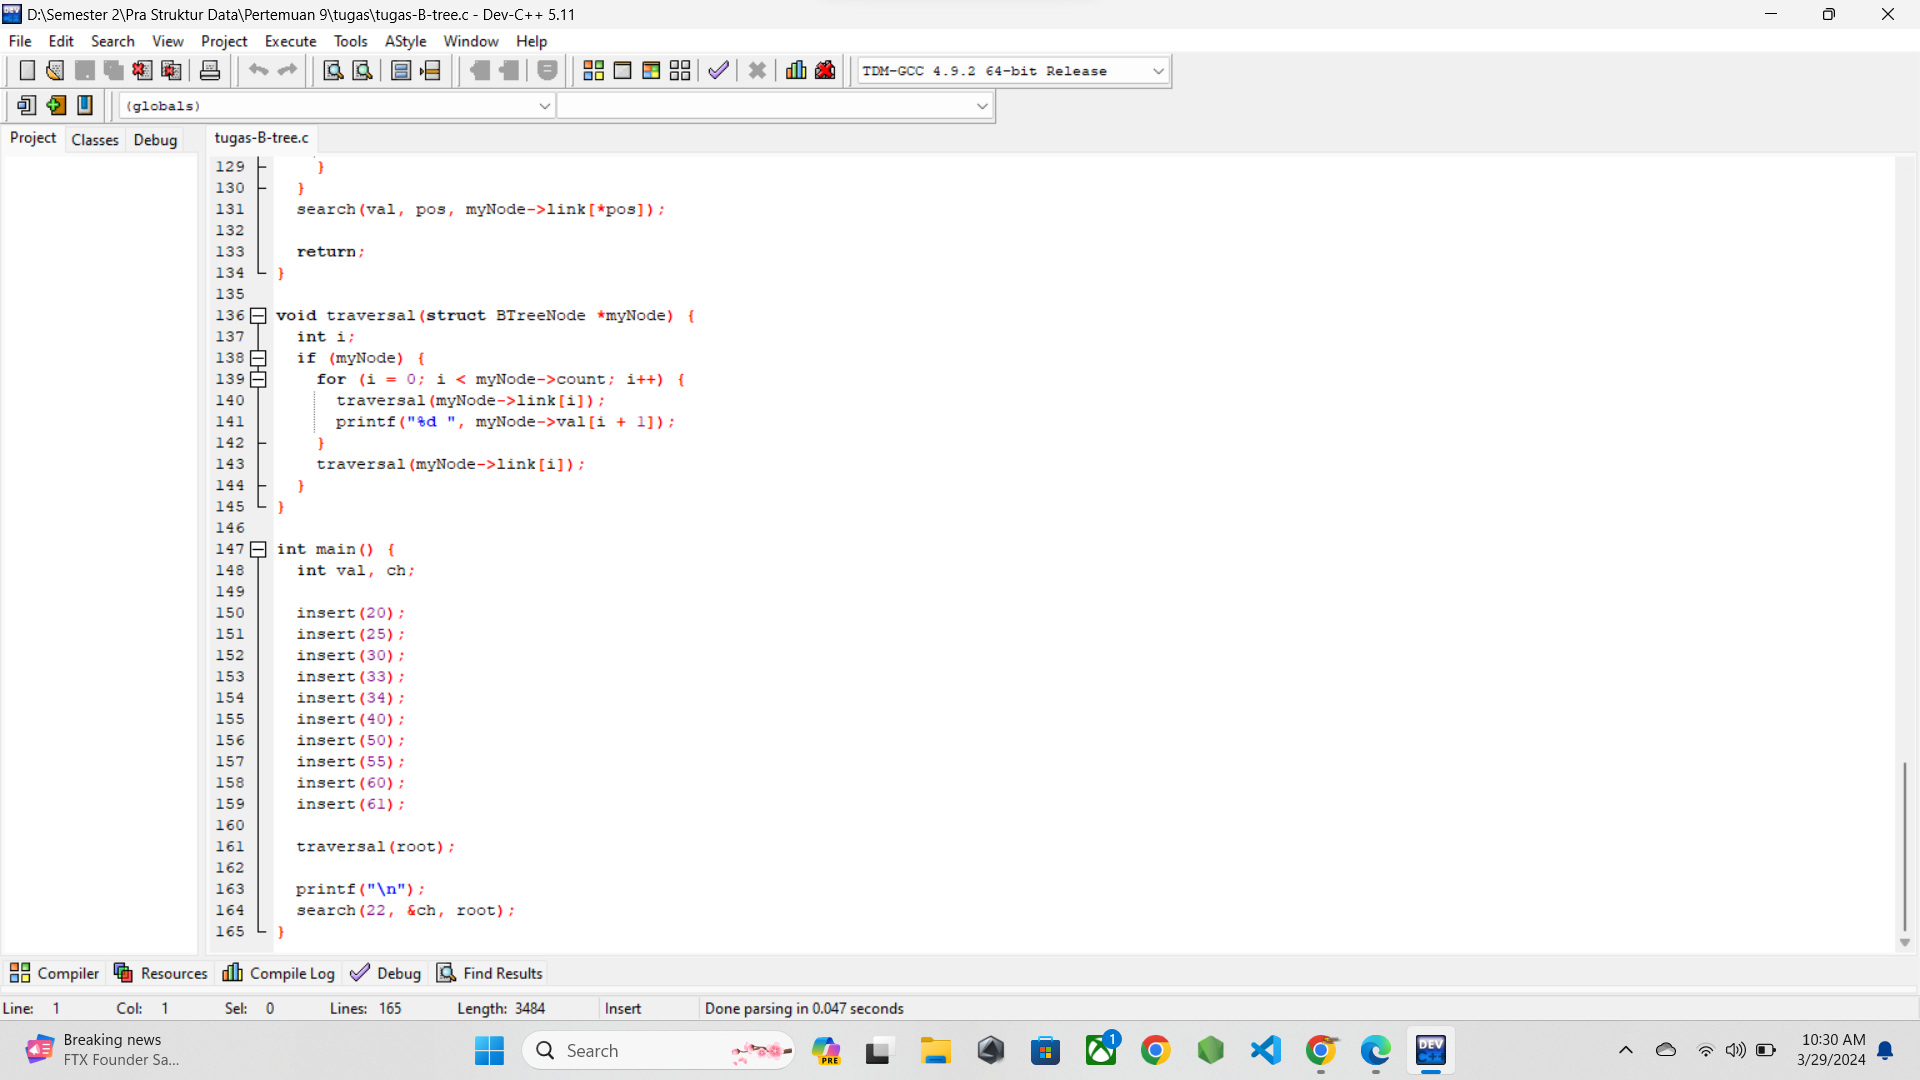 D:\Semester 2\Pra Struktur Data\Pertemuan 9\tugas\tugas-B-tree.c - Dev-C++ 5.11
File Edit Search View Project Execute Tools AStyle Window Help
TDM-GCC 4.9.2 64-bit Release
(globals)
Project Classes Debug tugas-B-tree.c
129 }
130 }
131 search(val, pos, myNode->link[*pos]);
132
133 return;
134 }
135
136 void traversal(struct BTreeNode *myNode) {
137 int i;
138 if (myNode) {
139 for (i = 0; i < myNode->count; i++) {
140 traversal(myNode->link[i]);
141 printf("%d ", myNode->val[i + 1]);
142 }
143 traversal(myNode->link[i]);
144 }
145 }
146
147 int main() {
148 int val, ch;
149
150 insert(20);
151 insert(25);
152 insert(30);
153 insert(33);
154 insert(34);
155 insert(40);
156 insert(50);
157 insert(55);
158 insert(60);
159 insert(61);
160
161 traversal(root);
162
163 printf("\n");
164 search(22, &ch, root);
165 }
Compiler Resources Compile Log Debug Find Results
Line: 1 Col: 1 Sel: 0 Lines: 165 Length: 3484 Insert Done parsing in 0.047 seconds
Breaking news
FTX Founder Sa...
Search
PRE
1
DEV C++
10:30 AM
3/29/2024